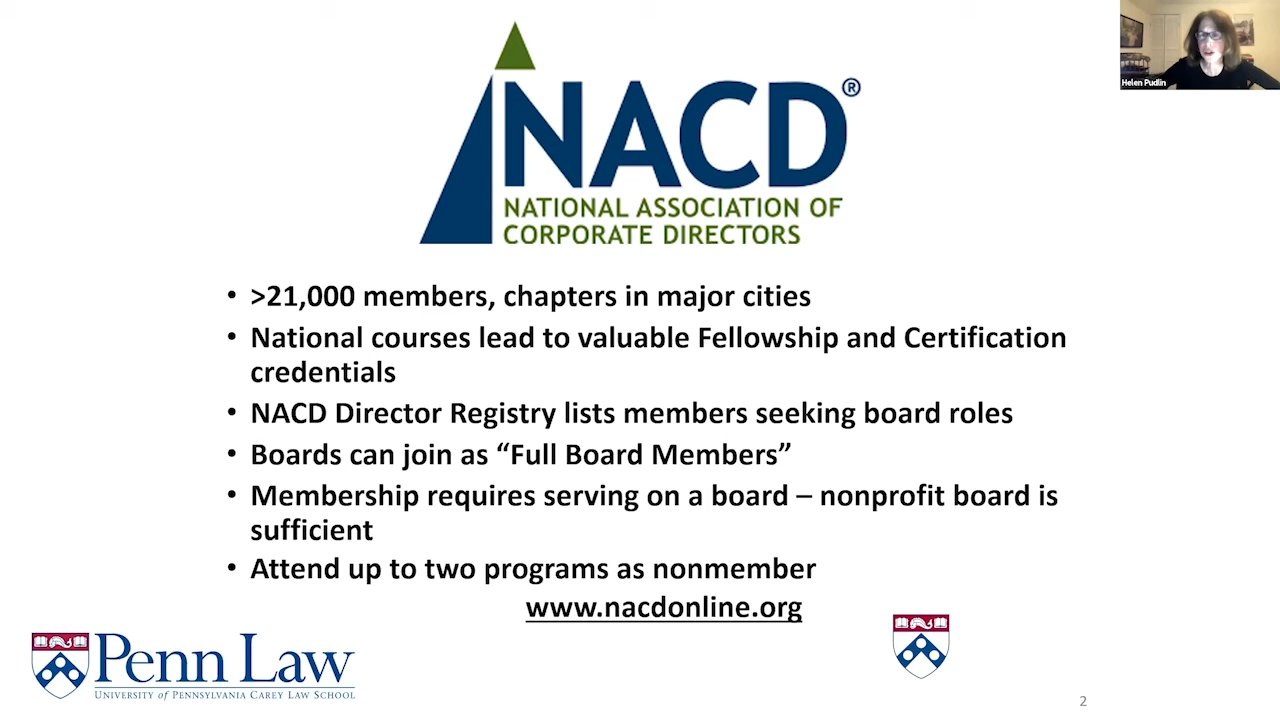 NACD®
NATIONAL ASSOCIATION OF
CORPORATE DIRECTORS
Helen Pudlin
• >21,000 members, chapters in major cities
• National courses lead to valuable Fellowship and Certification
credentials
• NACD Director Registry lists members seeking board roles
• Boards can join as “Full Board Members”
• Membership requires serving on a board – nonprofit board is
sufficient
• Attend up to two programs as nonmember
www.nacdonline.org
Penn Law
UNIVERSITY OF PENNSYLVANIA CAREY LAW SCHOOL
2